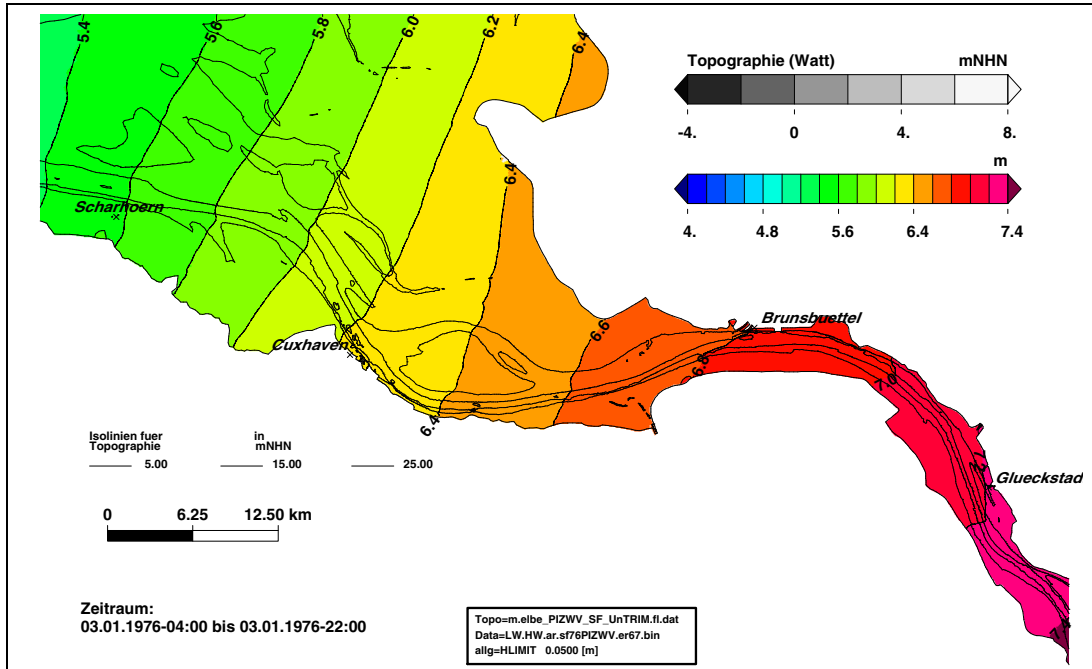 5.4
5.6
5.8
6.0
6.2
6.4
Topographie (Watt) mNHN
-4. 0 4. 8.
m
4. 4.8 5.6 6.4 7.4
6.4
Scharhoern
Cuxhaven
6.4
6.6
6.8
Brunsbuettel
7.0
7.2
Glueckstad
7.4
Isolinien fuer in
Topographie mNHN
5.00 15.00 25.00
0 6.25 12.50 km
Zeitraum:
03.01.1976-04:00 bis 03.01.1976-22:00
Topo=m.elbe_PIZWV_SF_UnTRIM.fl.dat
Data=LW.HW.ar.sf76PIZWV.er67.bin
allg=HLIMIT 0.0500 [m]